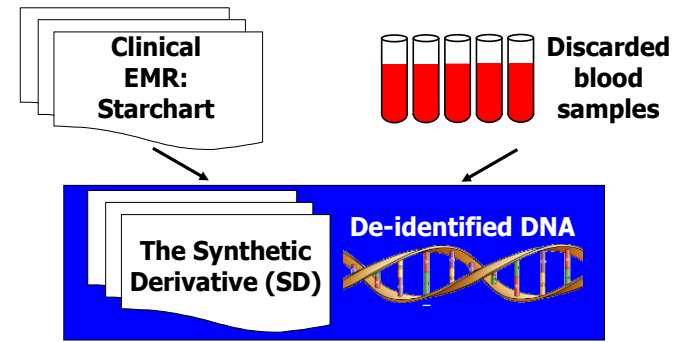 Clinical
EMR:
Starchart
Discarded
blood
samples
The Synthetic
Derivative (SD)
De-identified DNA